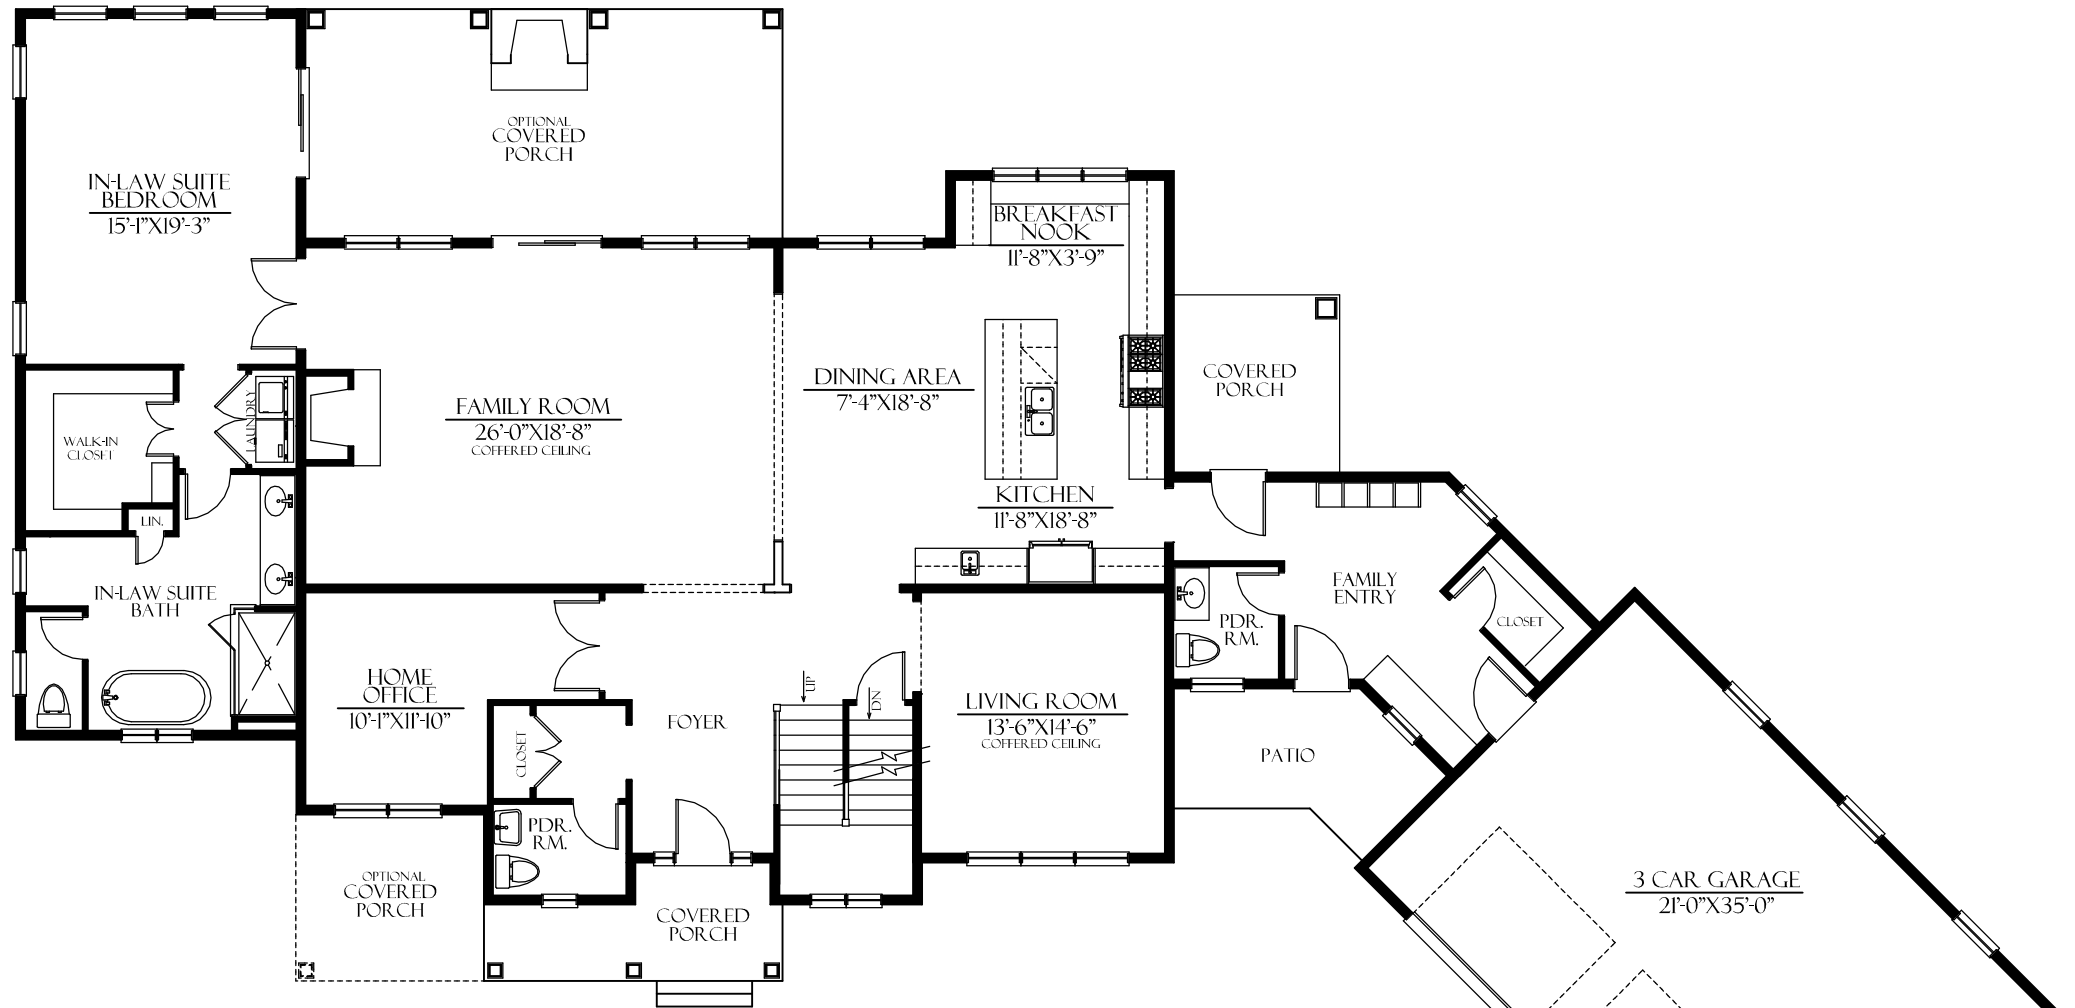 OPTIONAL
COVERED
PORCH
IN-LAW SUITE
BEDROOM
15'-1"X19'-3"
BREAKFAST
NOOK
11'-8"X3'-9"
COVERED
PORCH
DINING AREA
7'-4"X18'-8"
FAMILY ROOM
26'-0"X18'-8"
COFFERED CEILING
LAUNDRY
WALK-IN
CLOSET
LIN.
KITCHEN
11'-8"X18'-8"
IN-LAW SUITE
BATH
FAMILY
ENTRY
CLOSET
PDR.
RM.
HOME
OFFICE
10'-1"X11'-10"
UP
DN
FOYER
LIVING ROOM
13'-6"X14'-6"
COFFERED CEILING
CLOSET
PATIO
PDR.
RM.
OPTIONAL
COVERED
PORCH
COVERED
PORCH
3 CAR GARAGE
21'-0"X35'-0"